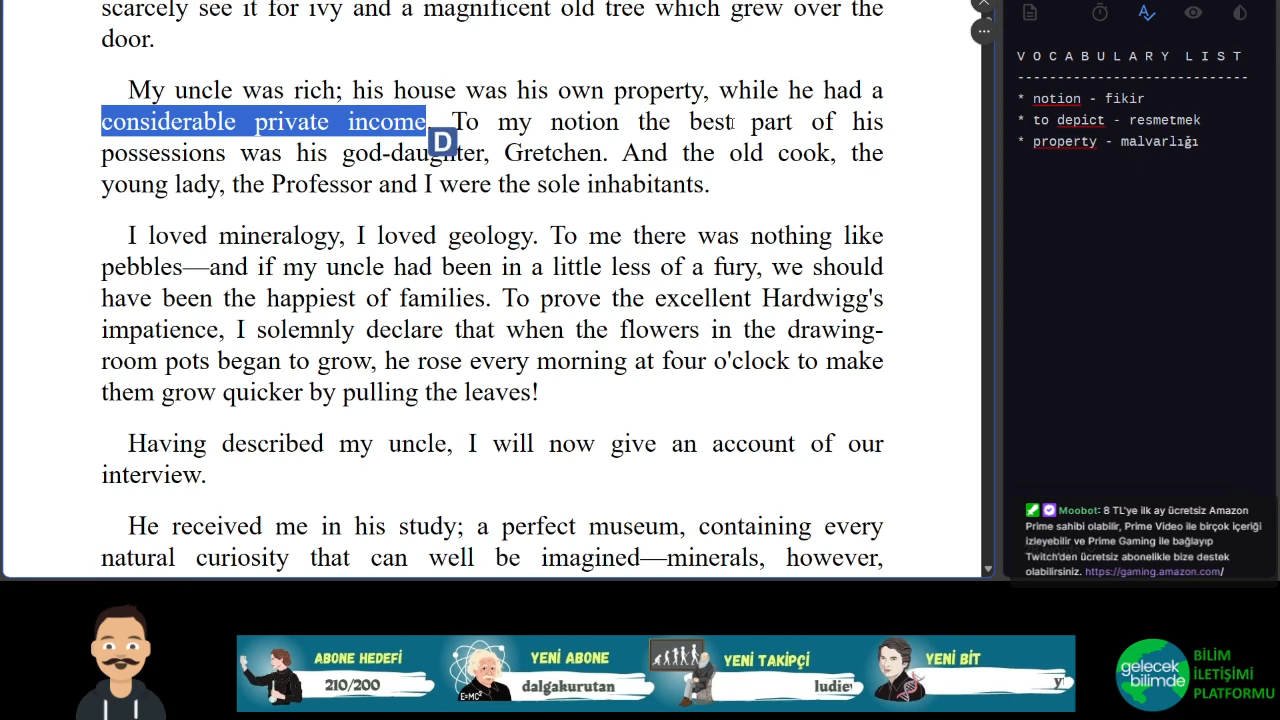 scarcely see it for ivy and a magnificent old tree which grew over the
door.
My uncle was rich; his house was his own property, while he had a
considerable private income. To my notion the best part of his
possessions was his god-daughter, Gretchen. And the old cook, the
young lady, the Professor and I were the sole inhabitants.
I loved mineralogy, I loved geology. To me there was nothing like
pebbles—and if my uncle had been in a little less of a fury, we should
have been the happiest of families. To prove the excellent Hardwigg's
impatience, I solemnly declare that when the flowers in the drawing-
room pots began to grow, he rose every morning at four o'clock to make
them grow quicker by pulling the leaves!
Having described my uncle, I will now give an account of our
interview.
He received me in his study; a perfect museum, containing every
natural curiosity that can well be imagined—minerals, however,
D
VOCABULARY LIST
-----------------------------
* notion - fikir
* to depict - resmetmek
* property - malvarlığı
Moobot: 8 TL'ye ilk ay ücretsiz Amazon
Prime sahibi olabilir, Prime Video ile birçok içeriği
izleyebilir ve Prime Gaming ile bağlayıp
Twitch'den ücretsiz abonelikle bize destek
olabilirsiniz. https://gaming.amazon.com/
ABONE HEDEFİ
210/200
E=MC²
YENİ ABONE
dalgakurutan
YENİ TAKİPÇİ
ludie
YENİ BİT
y
gelecek
bilimde
BİLİM
İLETİŞİMİ
PLATFORMU